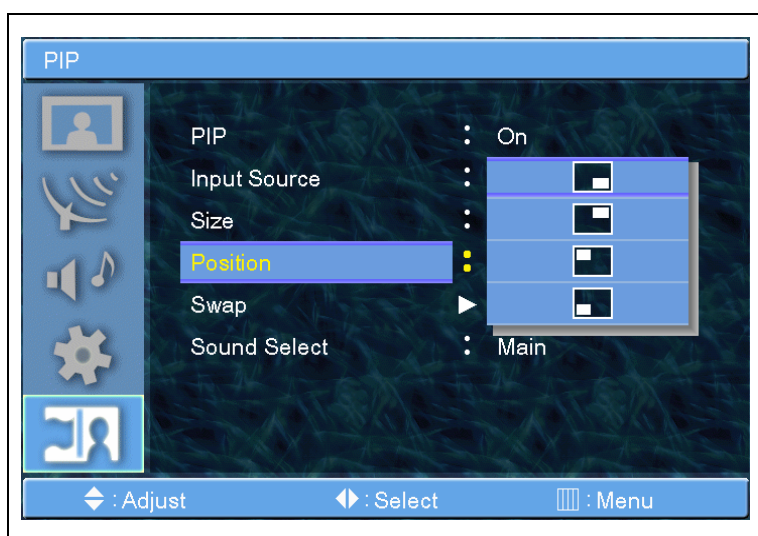 PIP
PIP : On
Input Source :
Size :
Position :
Swap
Sound Select : Main
: Adjust : Select : Menu